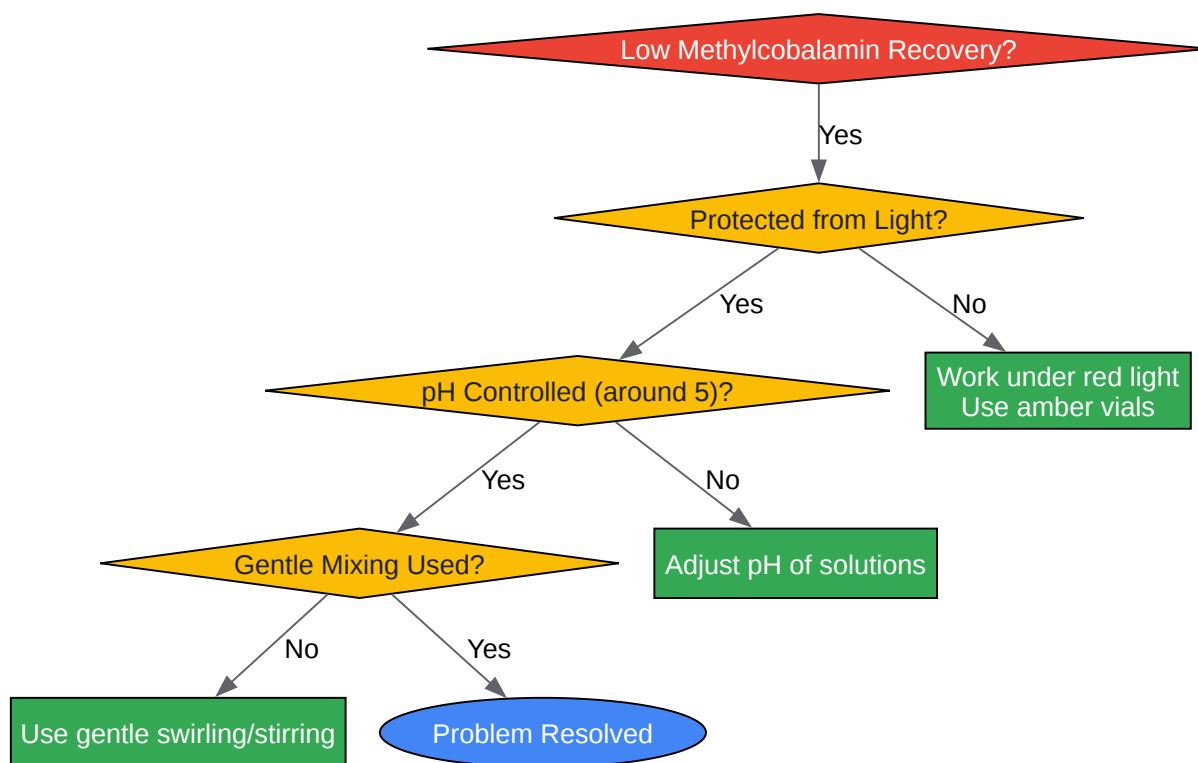 Low Methylcobalamin Recovery?
Yes
Protected from Light?
Yes
No
Work under red light
Use amber vials
pH Controlled (around 5)?
Yes
No
Adjust pH of solutions
Gentle Mixing Used?
No
Yes
Use gentle swirling/stirring
Problem Resolved